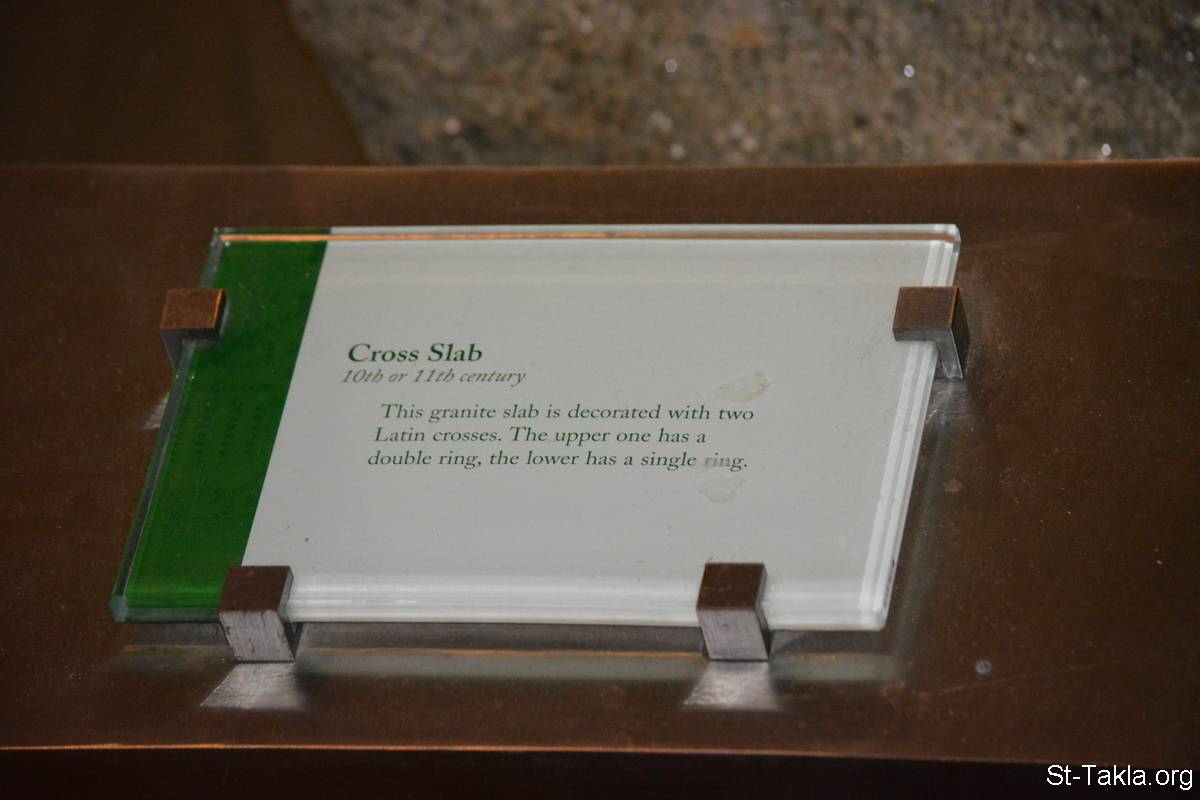 Cross Slab
10th or 11th century
This granite slab is decorated with two
Latin crosses. The upper one has a
double ring, the lower has a single ring.
St-Takla.org